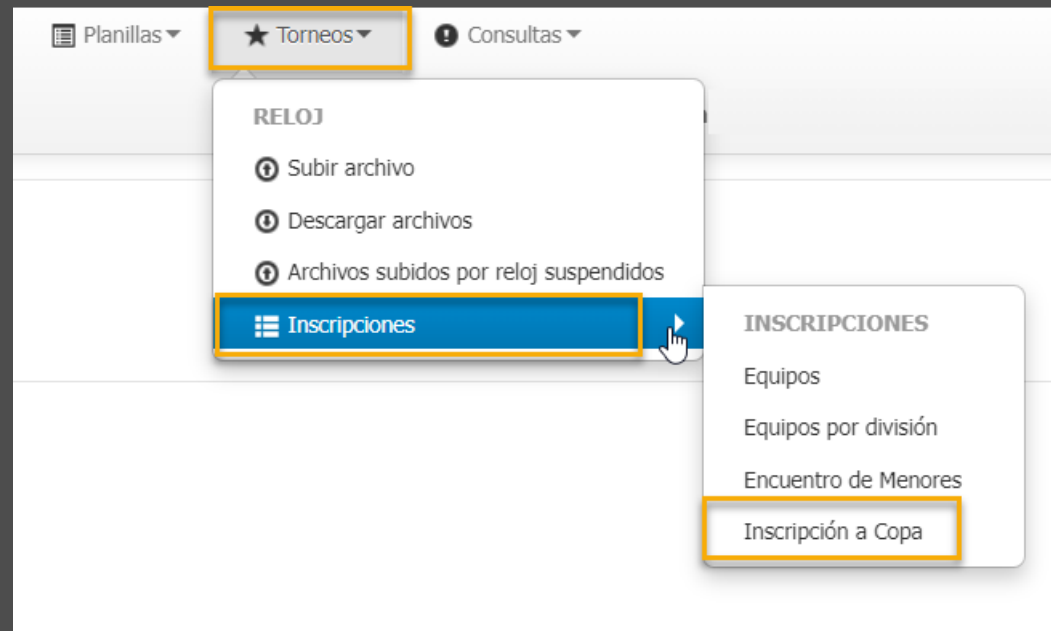 Planillas
Torneos
Consultas
RELOJ
Subir archivo
Descargar archivos
Archivos subidos por reloj suspendidos
Inscripciones
INSCRIPCIONES
Equipos
Equipos por división
Encuentro de Menores
Inscripción a Copa